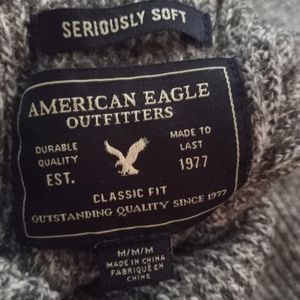 SERIOUSLY SOFT
AMERICAN EAGLE
OUTFITTERS
DURABLE
QUALITY
EST.
MADE TO
LAST
1977
CLASSIC FIT
OUTSTANDING QUALITY SINCE 1977
M/M/M
MADE IN CHINA
FABRIQUÉ EN
CHINE